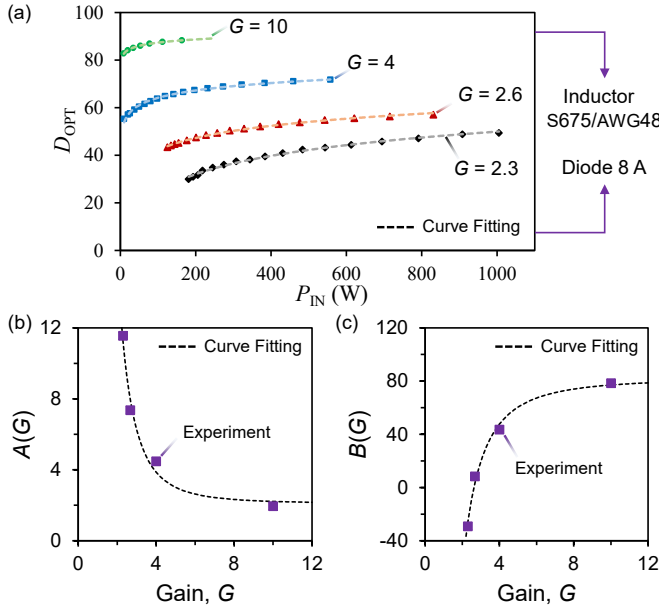 (a)
100
80
60
40
20
0
D_OPT
G = 10
G = 4
G = 2.6
G = 2.3
Curve Fitting
0
200
400
600
800
1000
P_IN (W)
Inductor
S675/AWG48
Diode 8 A
(b)
12
8
4
0
A(G)
Curve Fitting
Experiment
0
4
8
12
Gain, G
(c)
120
80
40
0
-40
B(G)
Curve Fitting
Experiment
0
4
8
12
Gain, G